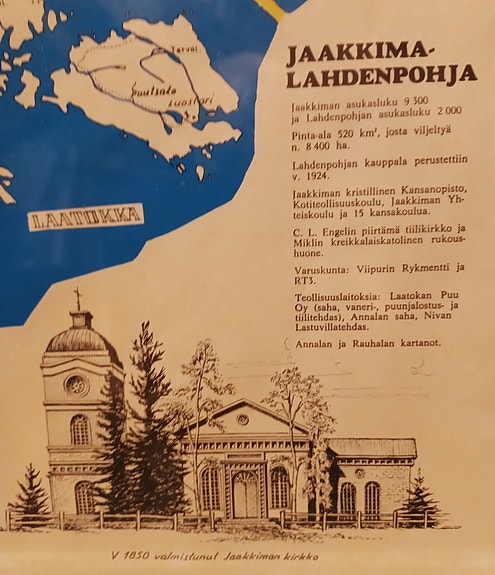 Tervai.
Puutsalo
Luostari
LAATOKKA
JAAKKIMA-
LAHDENPOHJA
Jaakkiman asukasluku 9 300
ja Lahdenpohjan asukasluku 2 000
Pinta-ala 520 km², josta viljeltyä
n. 8 400 ha.
Lahdenpohjan kauppala perustettiin
v. 1924.
Jaakkiman kristillinen Kansanopisto,
Kotiteollisuuskoulu, Jaakkiman Yh-
teiskoulu ja 15 kansakoulua.
C. L. Engelin piirtämä tiilikirkko ja
Miklin kreikkalaiskatolinen rukous-
huone.
Varuskunta: Viipurin Rykmentti ja
RT3.
Teollisuuslaitoksia: Laatokan Puu
Oy (saha, vaneri-, puunjalostus- ja
tiilitehdas), Annalan saha, Nivan
Lastuvillatehdas.
Annalan ja Rauhalan kartanot.
V 1850 valmistunut Jaakkiman kirkko